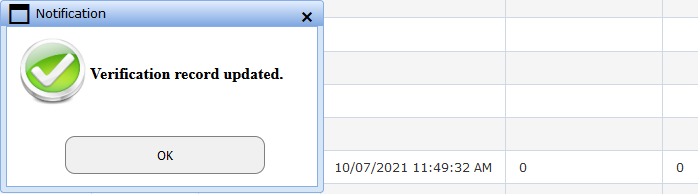 Notification
Verification record updated.
OK
10/07/2021 11:49:32 AM 0 0